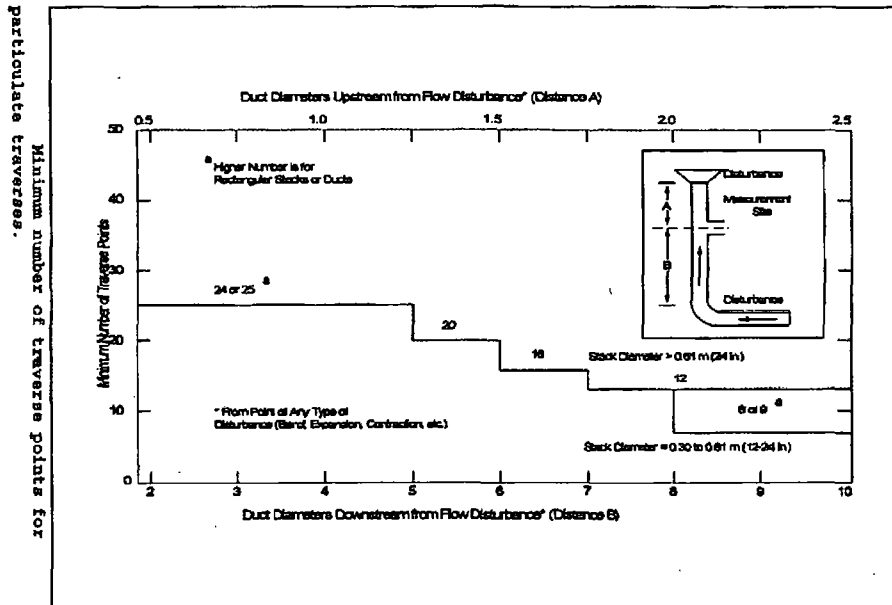 Duct Diameters Upstream from Flow Disturbance* (Distance A)
0.5 1.0 1.5 2.0 2.5
50
40
30
20
10
0
Minimum Number of Traverse Points
a Higher Number is for
Rectangular Stacks or Ducts
24 or 25 a
20
16
Stack Diameter > 0.61 m (24 in.)
12
8 or 9 a
Stack Diameter = 0.30 to 0.61 m (12-24 in.)
* From Point of Any Type of
Disturbance (Bend, Expansion, Contraction, etc.)
Disturbance
A
Measurement
Site
B
Disturbance
2 3 4 5 6 7 8 9 10
Duct Diameters Downstream from Flow Disturbance* (Distance B)
Minimum number of traverse points for
particulate traverses.